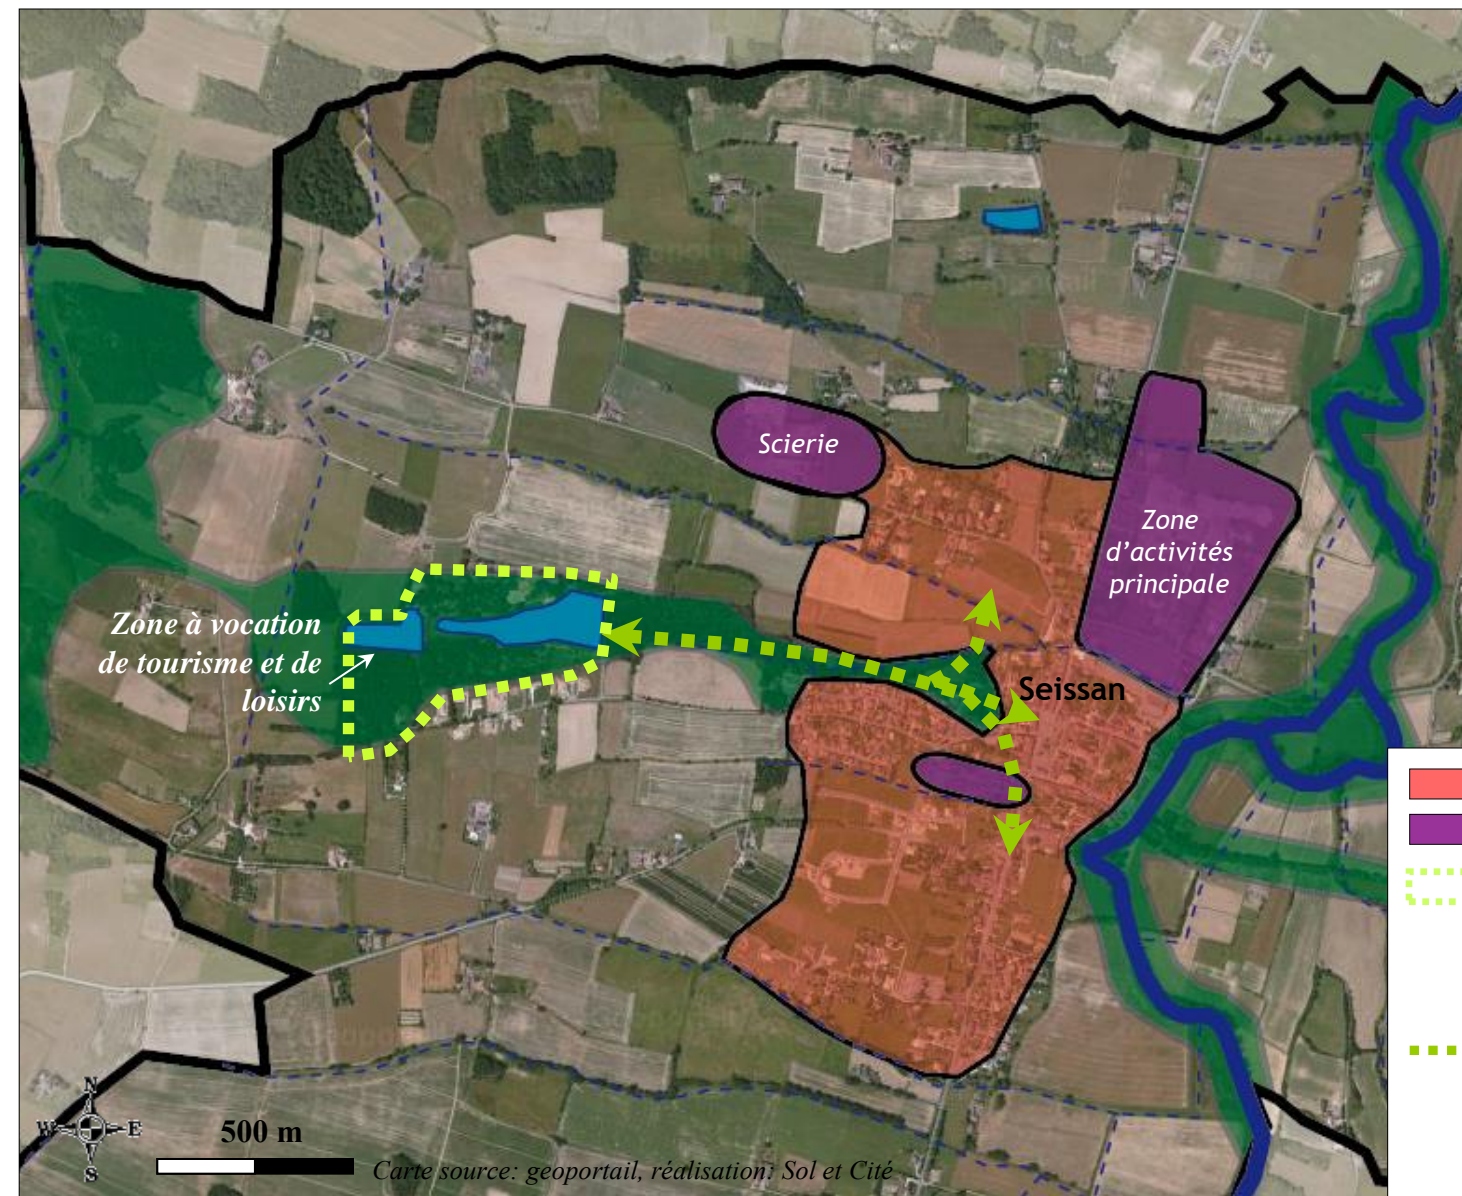 Scierie
Zone
d’activités
principale
Zone à vocation
de tourisme et de
loisirs
Seissan
N
W
E
S
500 m
Carte source: geoportail, réalisation: Sol et Cité